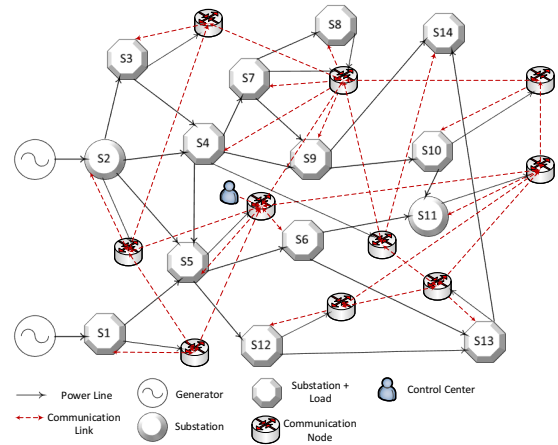 S8
S14
S3
S7
S4
S9
S10
S2
S11
S6
S5
S1
S12
S13
Power Line
Generator
Substation +
Load
Control Center
Communication
Link
Substation
Communication
Node